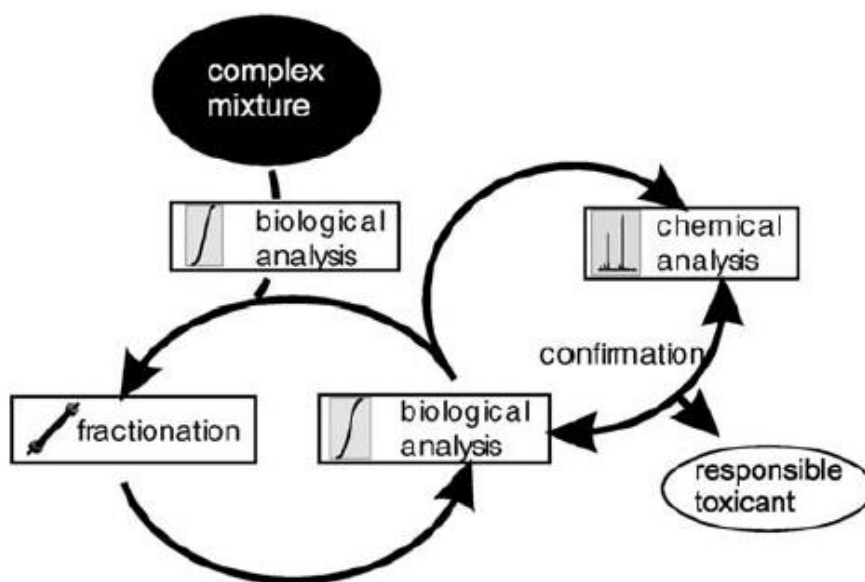 complex
mixture
biological
analysis
chemical
analysis
confirmation
fractionation
biological
analysis
responsible
toxicant